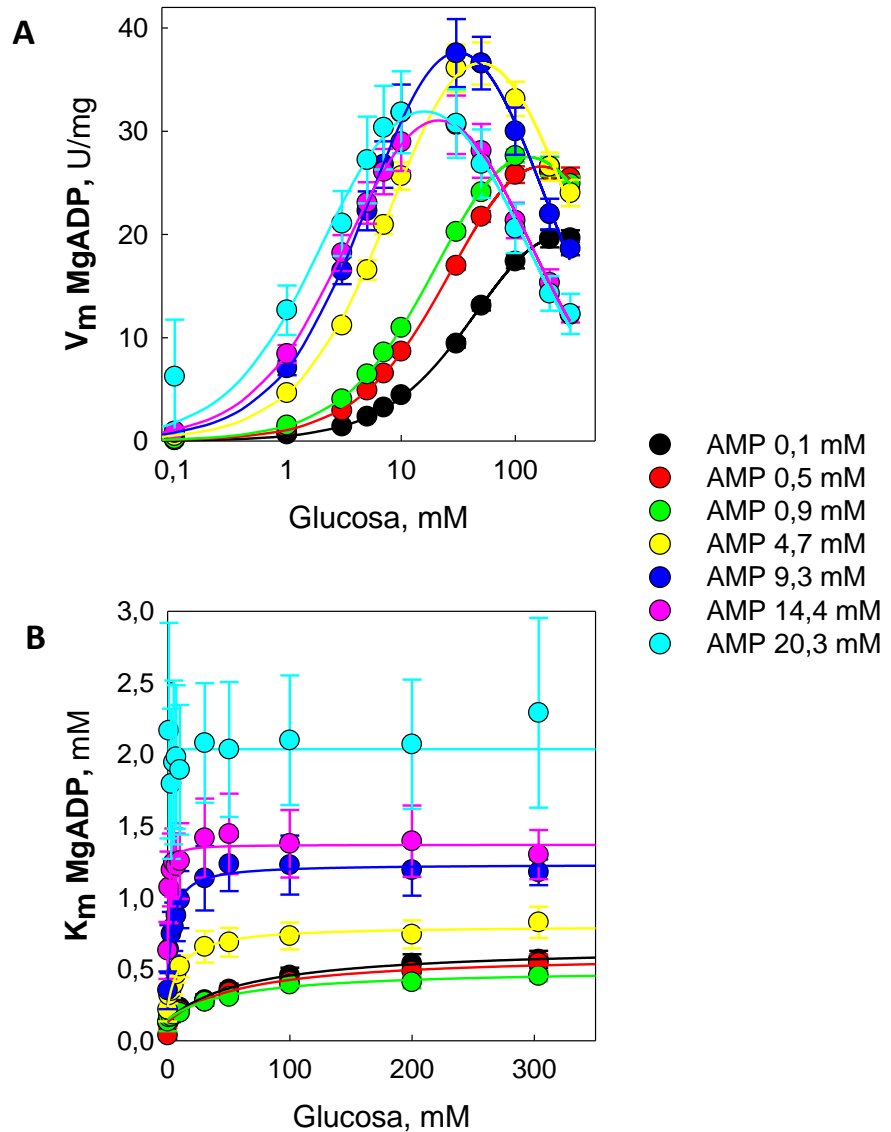 A
V_m MgADP, U/mg
40
30
20
10
0
0,1 1 10 100
Glucosa, mM
AMP 0,1 mM
AMP 0,5 mM
AMP 0,9 mM
AMP 4,7 mM
AMP 9,3 mM
AMP 14,4 mM
AMP 20,3 mM
B
K_m MgADP, mM
3,0
2,5
2,0
1,5
1,0
0,5
0,0
0 100 200 300
Glucosa, mM